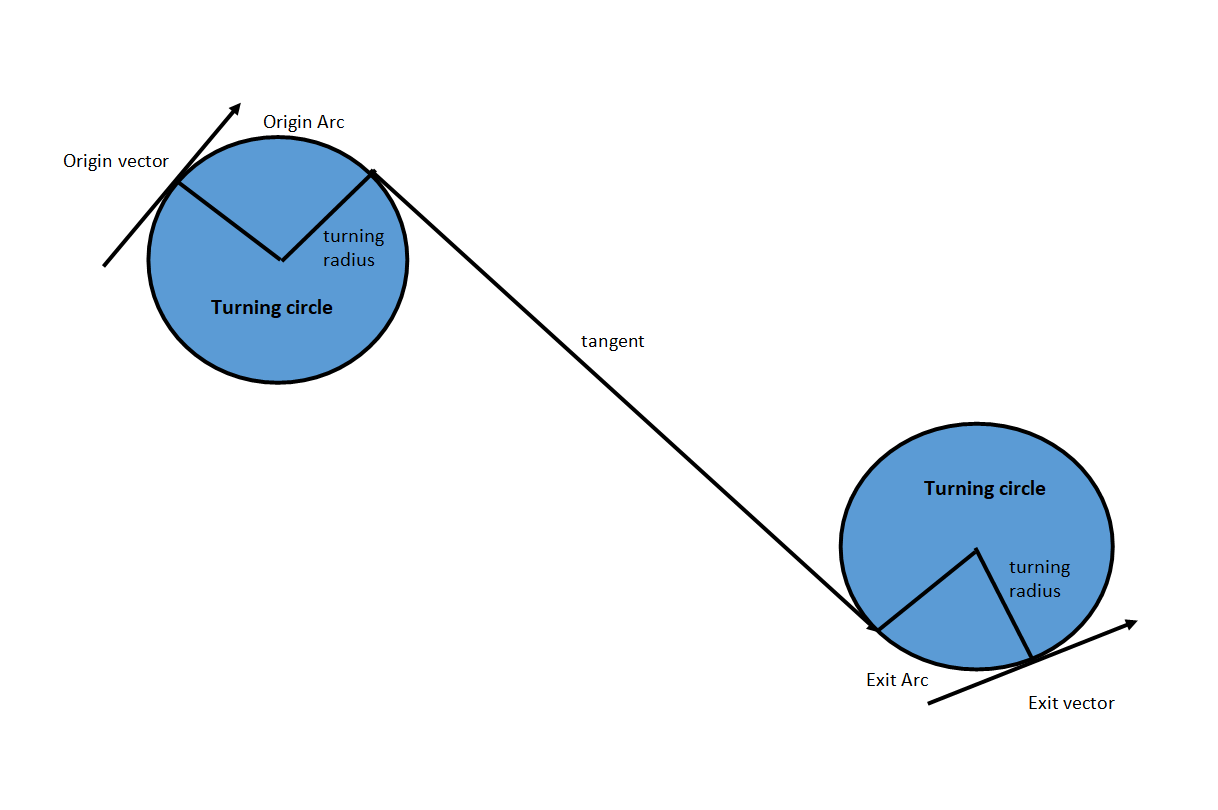 Origin Arc
Origin vector
turning
radius
Turning circle
tangent
Turning circle
turning
radius
Exit Arc
Exit vector